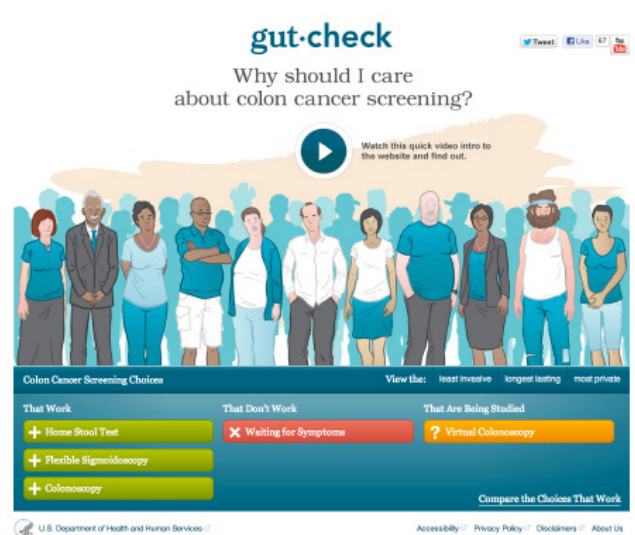 gut·check
Tweet
Like
67
You
Tube
Why should I care
about colon cancer screening?
Watch this quick video intro to
the website and find out.
Colon Cancer Screening Choices
View the: least invasive longest lasting most private
That Work
That Don't Work
That Are Being Studied
Home Stool Test
Waiting for Symptoms
Virtual Colonoscopy
Flexible Sigmoidoscopy
Colonoscopy
Compare the Choices That Work
U.S. Department of Health and Human Services
Accessibility Privacy Policy Disclaimers About Us